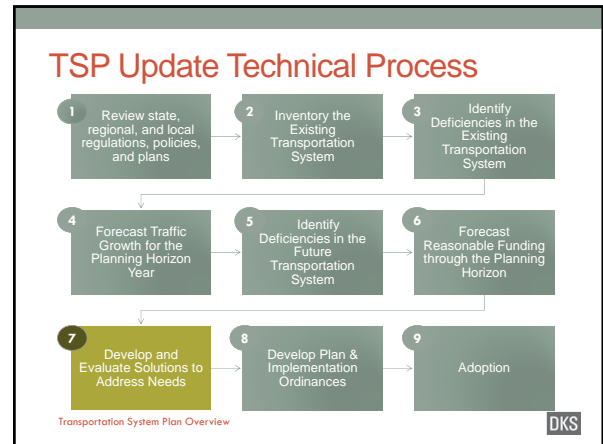 TSP Update Technical Process
1
Review state,
regional, and local
regulations, policies,
and plans
2
Inventory the
Existing
Transportation
System
3
Identify
Deficiencies in the
Existing
Transportation
System
4
Forecast Traffic
Growth for the
Planning Horizon
Year
5
Identify
Deficiencies in the
Future
Transportation
System
6
Forecast
Reasonable Funding
through the Planning
Horizon
7
Develop and
Evaluate Solutions to
Address Needs
8
Develop Plan &
Implementation
Ordinances
9
Adoption
Transportation System Plan Overview
DKS